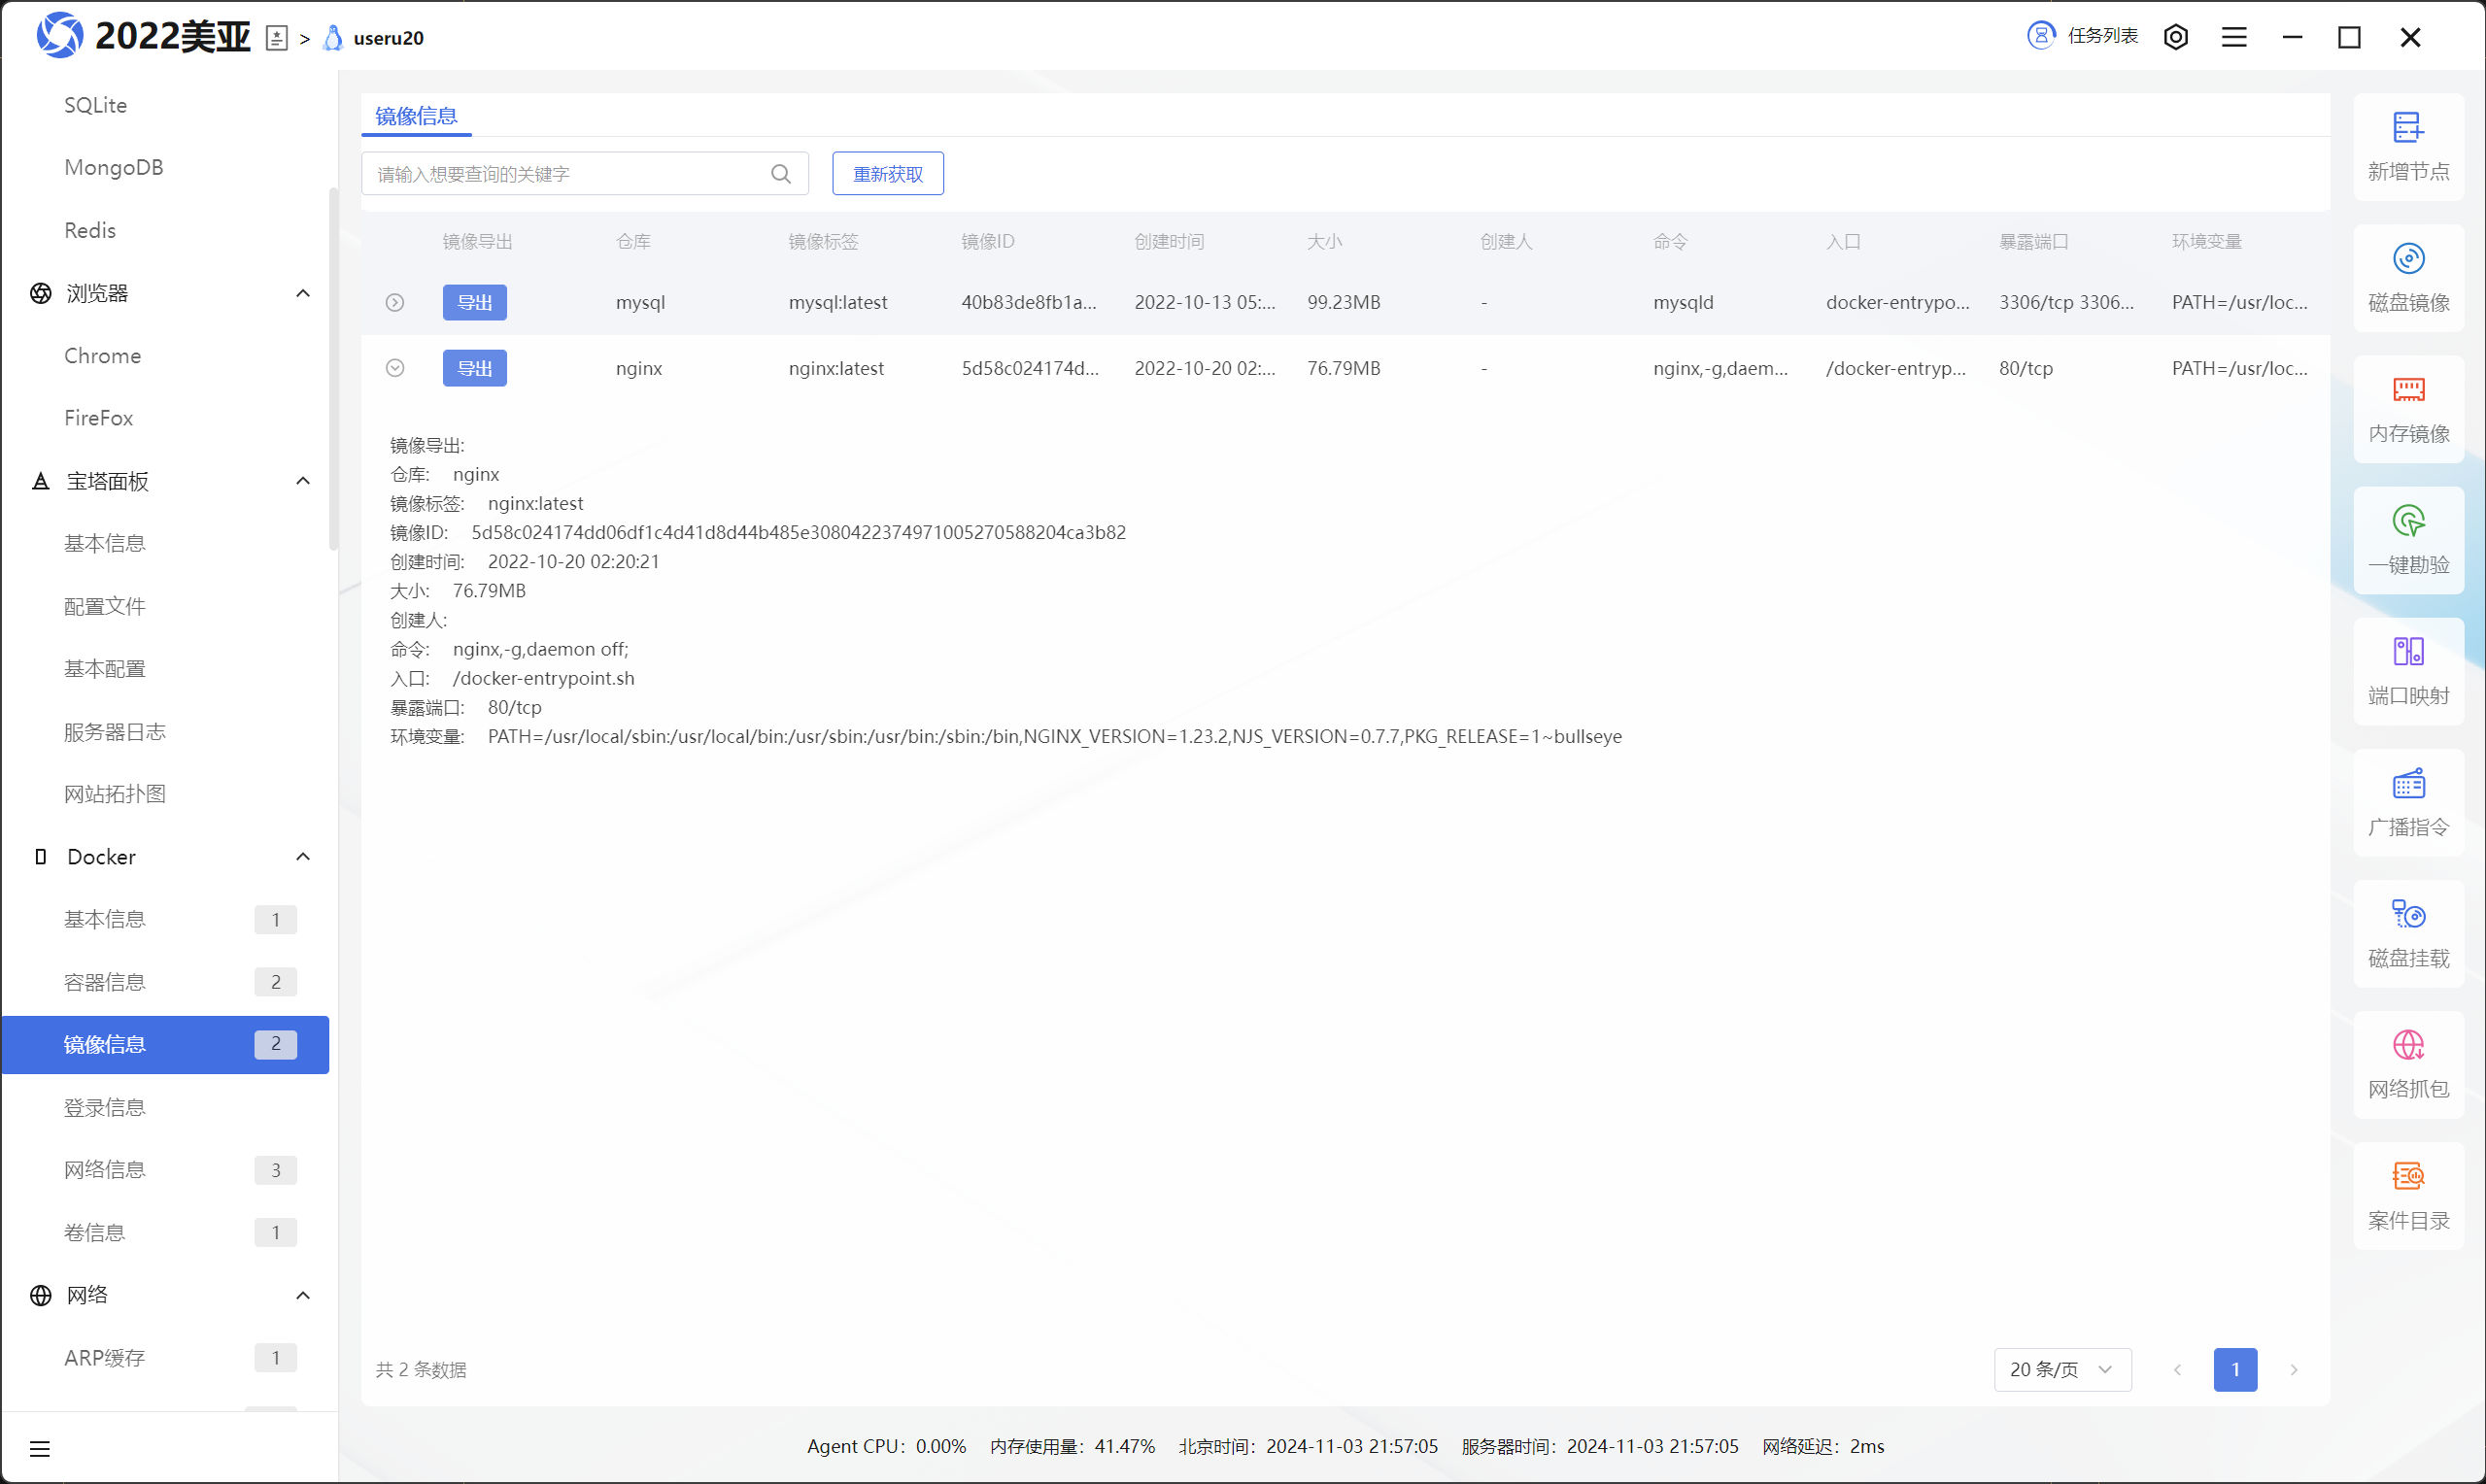 2022美亚 > useru20
任务列表
SQLite
MongoDB
Redis
浏览器
Chrome
FireFox
宝塔面板
基本信息
配置文件
基本配置
服务器日志
网站拓扑图
Docker
基本信息 1
容器信息 2
镜像信息 2
登录信息
网络信息 3
卷信息 1
网络
ARP缓存 1
镜像信息
请输入想要查询的关键字 重新获取
镜像导出 仓库 镜像标签 镜像ID 创建时间 大小 创建人 命令 入口 暴露端口 环境变量
导出 mysql mysql:latest 40b83de8fb1a... 2022-10-13 05:... 99.23MB - mysqld docker-entrypo... 3306/tcp 3306... PATH=/usr/loc...
导出 nginx nginx:latest 5d58c024174d... 2022-10-20 02:... 76.79MB - nginx,-g,daem... /docker-entryp... 80/tcp PATH=/usr/loc...
镜像导出:
仓库: nginx
镜像标签: nginx:latest
镜像ID: 5d58c024174dd06df1c4d41d8d44b485e3080422374971005270588204ca3b82
创建时间: 2022-10-20 02:20:21
大小: 76.79MB
创建人:
命令: nginx,-g,daemon off;
入口: /docker-entrypoint.sh
暴露端口: 80/tcp
环境变量: PATH=/usr/local/sbin:/usr/local/bin:/usr/sbin:/usr/bin:/sbin:/bin,NGINX_VERSION=1.23.2,NJS_VERSION=0.7.7,PKG_RELEASE=1~bullseye
共 2 条数据
20 条/页 < 1 >
新增节点
磁盘镜像
内存镜像
一键勘验
端口映射
广播指令
磁盘挂载
网络抓包
案件目录
Agent CPU: 0.00% 内存使用量: 41.47% 北京时间: 2024-11-03 21:57:05 服务器时间: 2024-11-03 21:57:05 网络延迟: 2ms